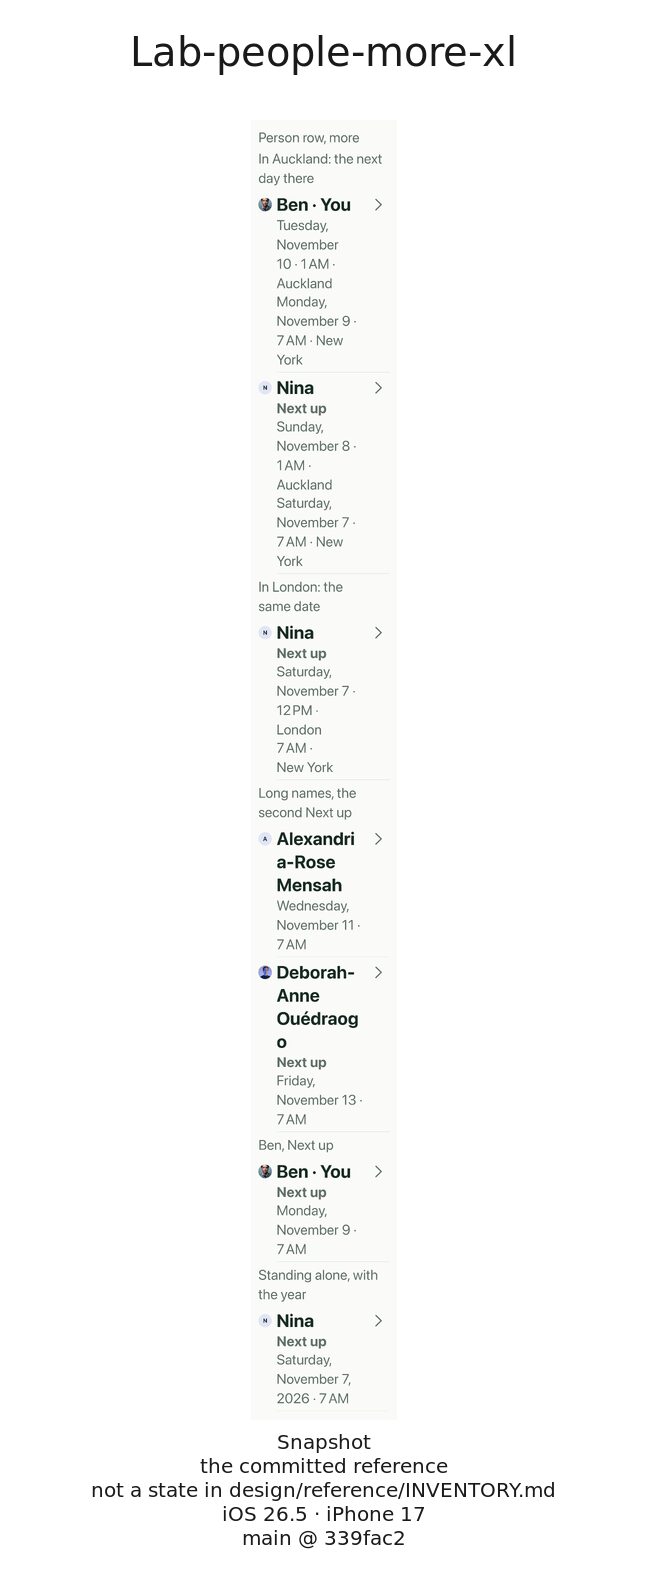 Lab-people-more-xl
Person row, more
In Auckland: the next
day there
Ben · You
Tuesday,
November
10 · 1 AM ·
Auckland
Monday,
November 9 ·
7 AM · New
York
N
Nina
Next up
Sunday,
November 8 ·
1 AM ·
Auckland
Saturday,
November 7 ·
7 AM · New
York
In London: the
same date
N
Nina
Next up
Saturday,
November 7 ·
12 PM ·
London
7 AM ·
New York
Long names, the
second Next up
A
Alexandri
a-Rose
Mensah
Wednesday,
November 11 ·
7 AM
Deborah-
Anne
Ouédraog
o
Next up
Friday,
November 13 ·
7 AM
Ben, Next up
Ben · You
Next up
Monday,
November 9 ·
7 AM
Standing alone, with
the year
N
Nina
Next up
Saturday,
November 7,
2026 · 7 AM
Snapshot
the committed reference
not a state in design/reference/INVENTORY.md
iOS 26.5 · iPhone 17
main @ 339fac2